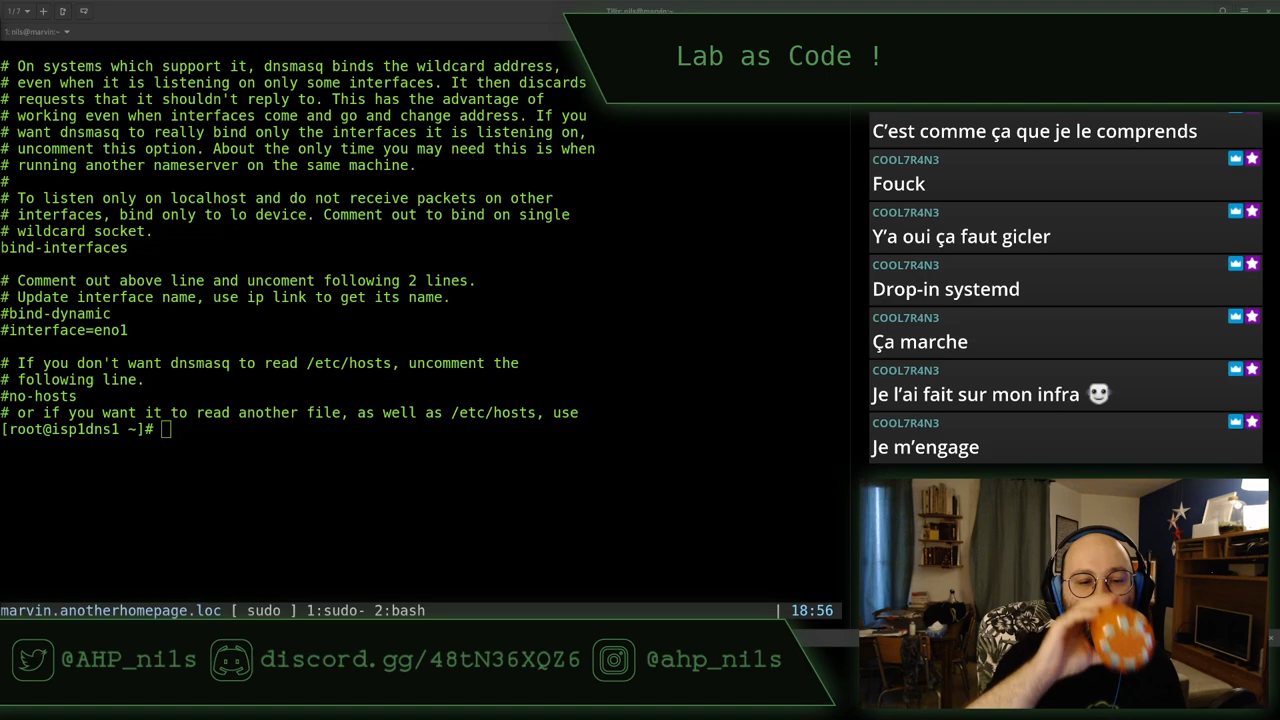 1/7
Tilix: nils@marvin:~
1: nils@marvin:~
Lab as Code !
# On systems which support it, dnsmasq binds the wildcard address,
# even when it is listening on only some interfaces. It then discards
# requests that it shouldn't reply to. This has the advantage of
# working even when interfaces come and go and change address. If you
# want dnsmasq to really bind only the interfaces it is listening on,
# uncomment this option. About the only time you may need this is when
# running another nameserver on the same machine.
#
# To listen only on localhost and do not receive packets on other
# interfaces, bind only to lo device. Comment out to bind on single
# wildcard socket.
bind-interfaces
# Comment out above line and uncoment following 2 lines.
# Update interface name, use ip link to get its name.
#bind-dynamic
#interface=eno1
# If you don't want dnsmasq to read /etc/hosts, uncomment the
# following line.
#no-hosts
# or if you want it to read another file, as well as /etc/hosts, use
[root@isp1dns1 ~]#
marvin.anotherhomepage.loc [ sudo ] 1:sudo- 2:bash | 18:56
C'est comme ça que je le comprends
COOL7R4N3
Fouck
COOL7R4N3
Y'a oui ça faut gicler
COOL7R4N3
Drop-in systemd
COOL7R4N3
Ça marche
COOL7R4N3
Je l'ai fait sur mon infra
COOL7R4N3
Je m'engage
@AHP_nils discord.gg/48tN36XQZ6 @ahp_nils